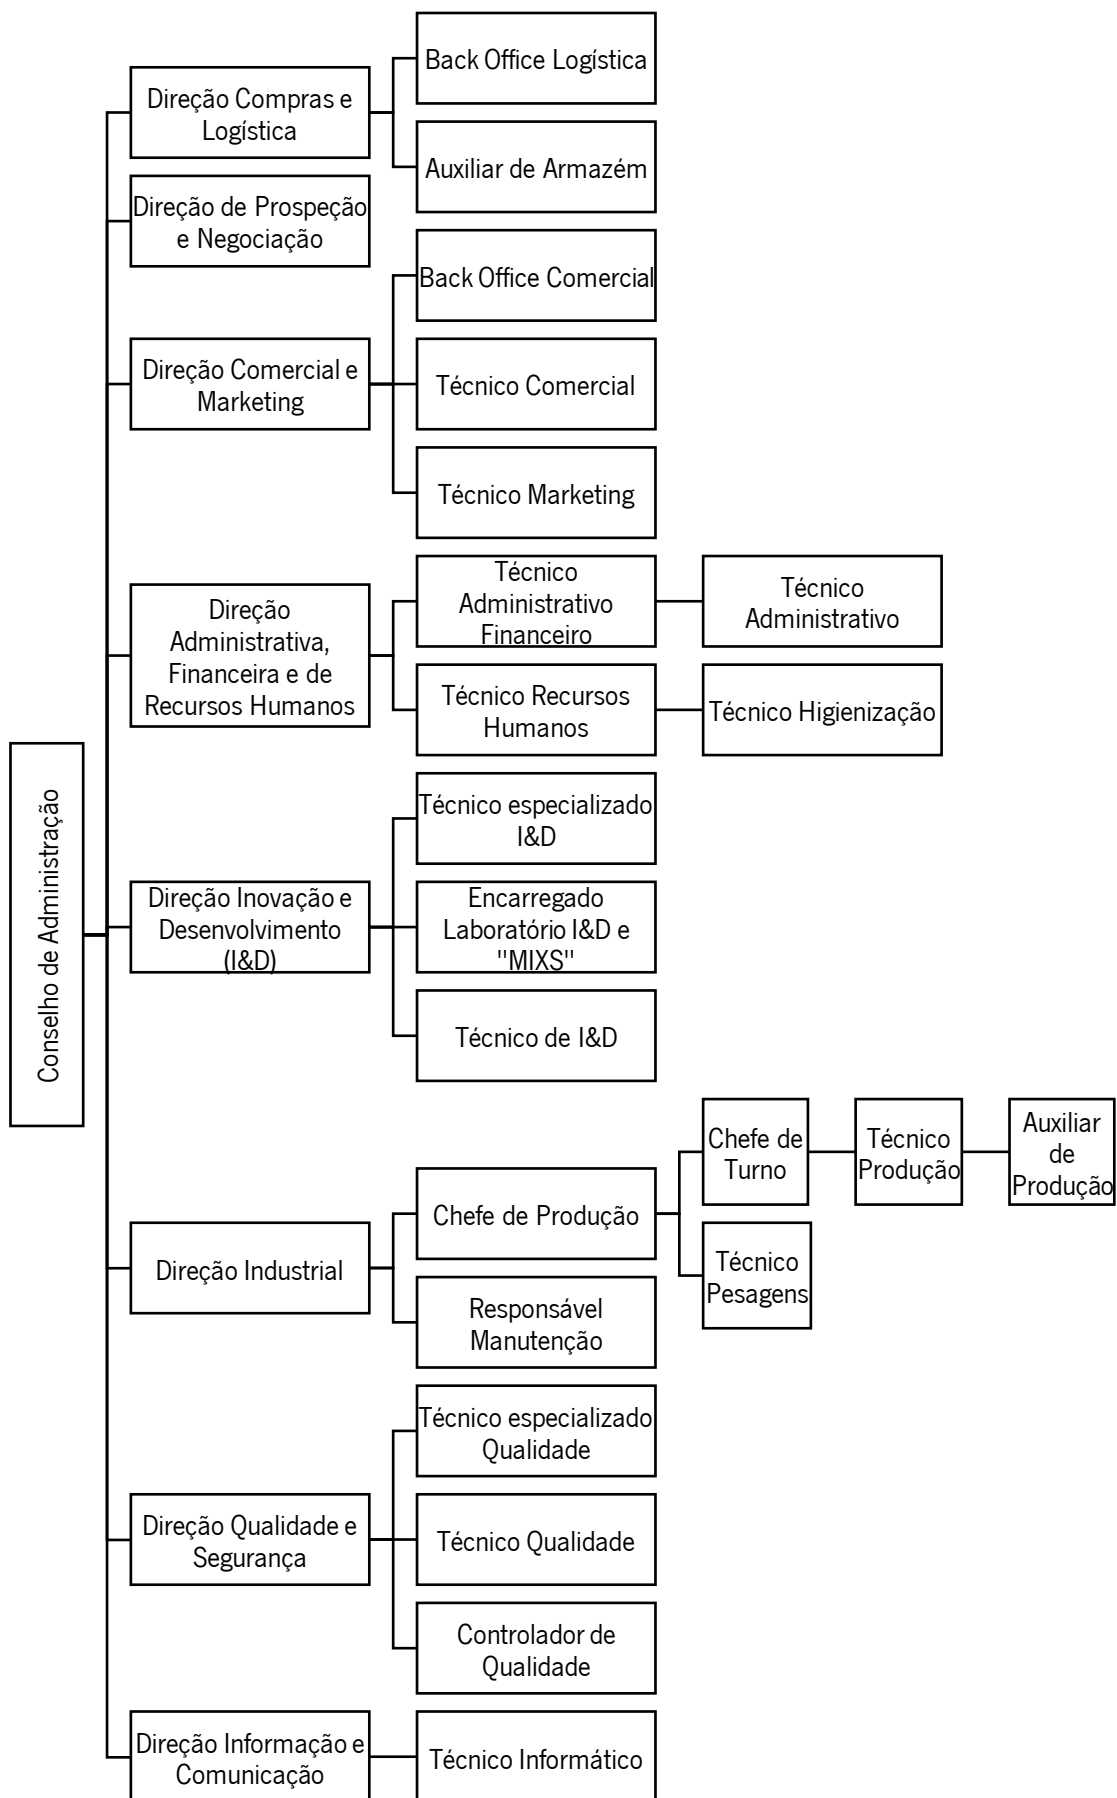 Back Office Logística
Direção Compras e
Logística
Auxiliar de Armazém
Direção de Prospeção
e Negociação
Back Office Comercial
Direção Comercial e
Marketing
Técnico Comercial
Técnico Marketing
Direção
Administrativa,
Financeira e de
Recursos Humanos
Técnico
Administrativo
Financeiro
Técnico
Administrativo
Técnico Recursos
Humanos
Técnico Higienização
Conselho de Administração
Técnico especializado
I&D
Direção Inovação e
Desenvolvimento
(I&D)
Encarregado
Laboratório I&D e
"MIXS"
Técnico de I&D
Direção Industrial
Chefe de Produção
Chefe de
Turno
Técnico
Produção
Auxiliar
de
Produção
Técnico
Pesagens
Responsável
Manutenção
Técnico especializado
Qualidade
Direção Qualidade e
Segurança
Técnico Qualidade
Controlador de
Qualidade
Direção Informação e
Comunicação
Técnico Informático